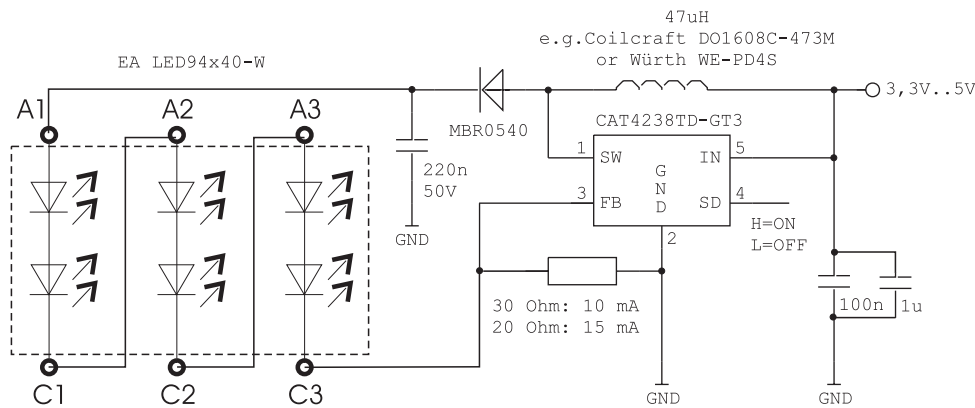 47uH
e.g.Coilcraft DO1608C-473M
or Würth WE-PD4S
EA LED94x40-W
3,3V..5V
A1
A2
A3
MBR0540
CAT4238TD-GT3
1
SW
IN
5
GND
3
FB
SD
4
2
220n
50V
GND
H=ON
L=OFF
30 Ohm: 10 mA
20 Ohm: 15 mA
100n
1u
C1
C2
C3
GND
GND